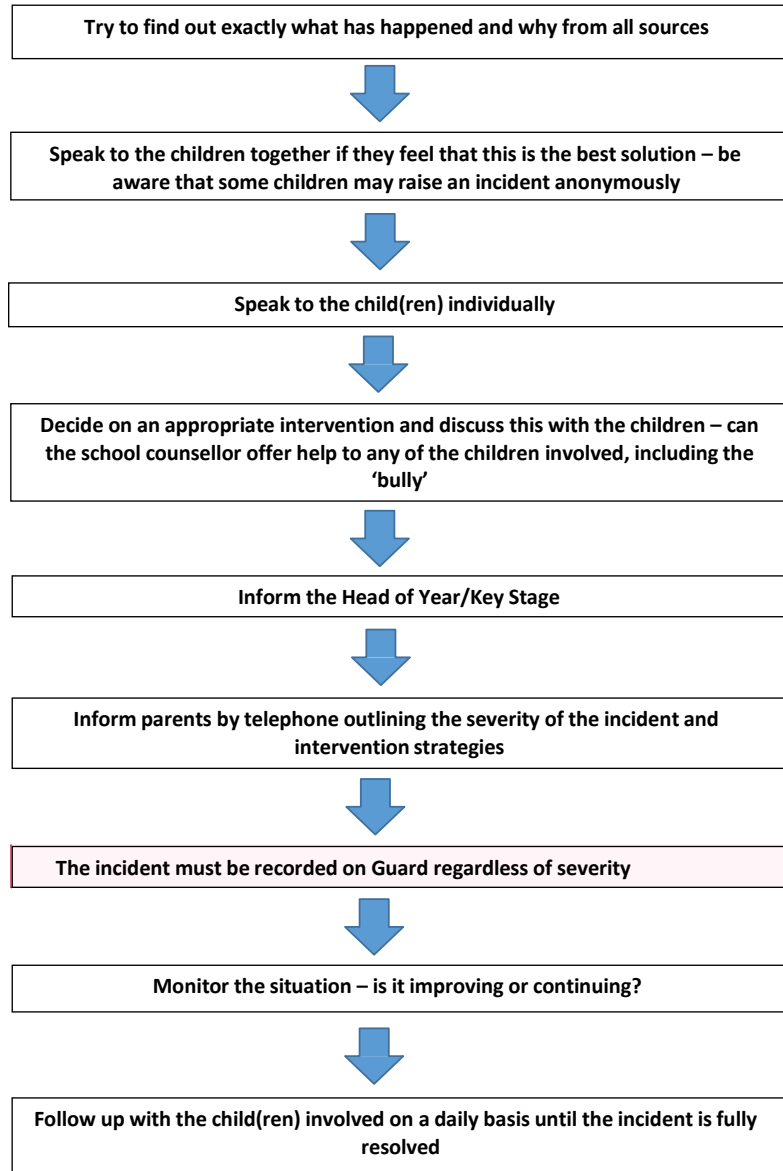 Try to find out exactly what has happened and why from all sources
Speak to the children together if they feel that this is the best solution – be
aware that some children may raise an incident anonymously
Speak to the child(ren) individually
Decide on an appropriate intervention and discuss this with the children – can
the school counsellor offer help to any of the children involved, including the
‘bully’
Inform the Head of Year/Key Stage
Inform parents by telephone outlining the severity of the incident and
intervention strategies
The incident must be recorded on Guard regardless of severity
Monitor the situation – is it improving or continuing?
Follow up with the child(ren) involved on a daily basis until the incident is fully
resolved